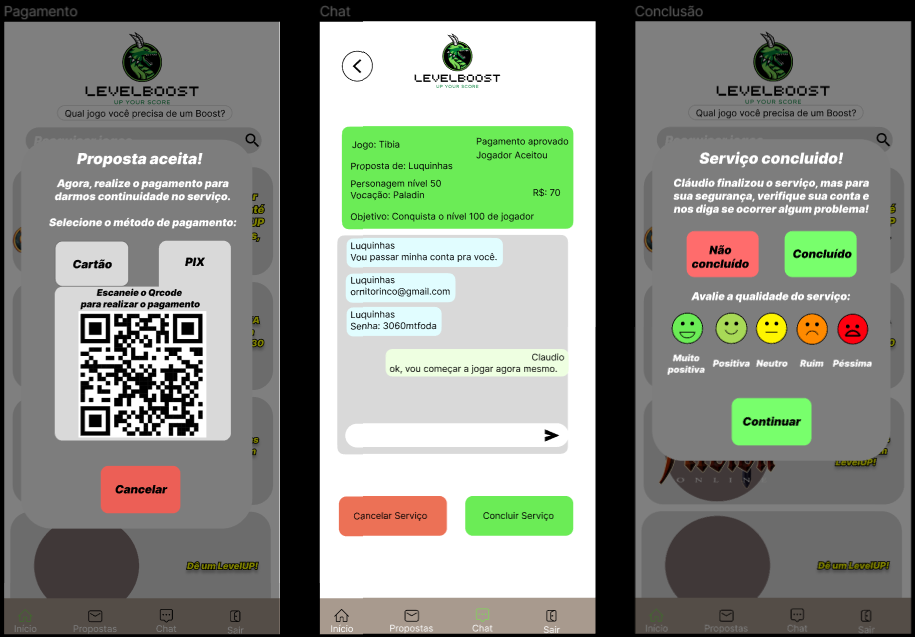 Pagamento
LEVELBOOST
UP YOUR SCORE
Qual jogo você precisa de um Boost?
Proposta aceita!
Agora, realize o pagamento para
darmos continuidade no serviço.
Selecione o método de pagamento:
Cartão
PIX
Escaneie o Qrcode
para realizar o pagamento
Cancelar
Dê um LevelUP!
Início
Propostas
Chat
Sair
Chat
LEVELBOOST
UP YOUR SCORE
Jogo: Tibia
Pagamento aprovado
Jogador Aceitou
Proposta de: Luquinhas
Personagem nível 50
Vocação: Paladin
R$: 70
Objetivo: Conquista o nível 100 de jogador
Luquinhas
Vou passar minha conta pra você.
Luquinhas
ornitorinco@gmail.com
Luquinhas
Senha: 3060mtfoda
Claudio
ok, vou começar a jogar agora mesmo.
Cancelar Serviço
Concluir Serviço
Início
Propostas
Chat
Sair
Conclusão
LEVELBOOST
UP YOUR SCORE
Qual jogo você precisa de um Boost?
Serviço concluido!
Cláudio finalizou o serviço, mas para
sua segurança, verifique sua conta e
nos diga se ocorrer algum problema!
Não
concluído
Concluído
Avalie a qualidade do serviço:
Muito
positiva
Positiva
Neutro
Ruim
Péssima
Continuar
LevelUP!
ONLINE
Dê um LevelUP!
Início
Propostas
Chat
Sair